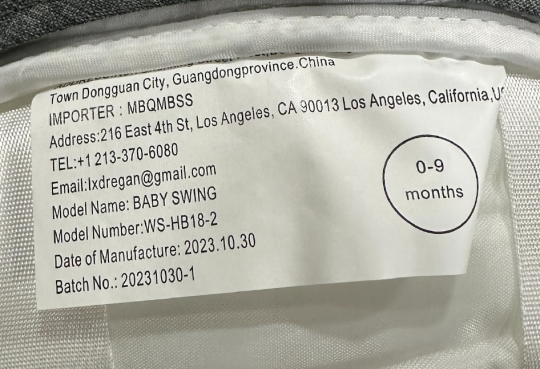 Town Dongguan City, Guangdongprovince.China
IMPORTER : MBQMBSS
Address:216 East 4th St, Los Angeles, CA 90013 Los Angeles, California,U
TEL:+1 213-370-6080
Email:lxdregan@gmail.com
Model Name: BABY SWING
Model Number:WS-HB18-2
Date of Manufacture: 2023.10.30
Batch No.: 20231030-1
0-9
months